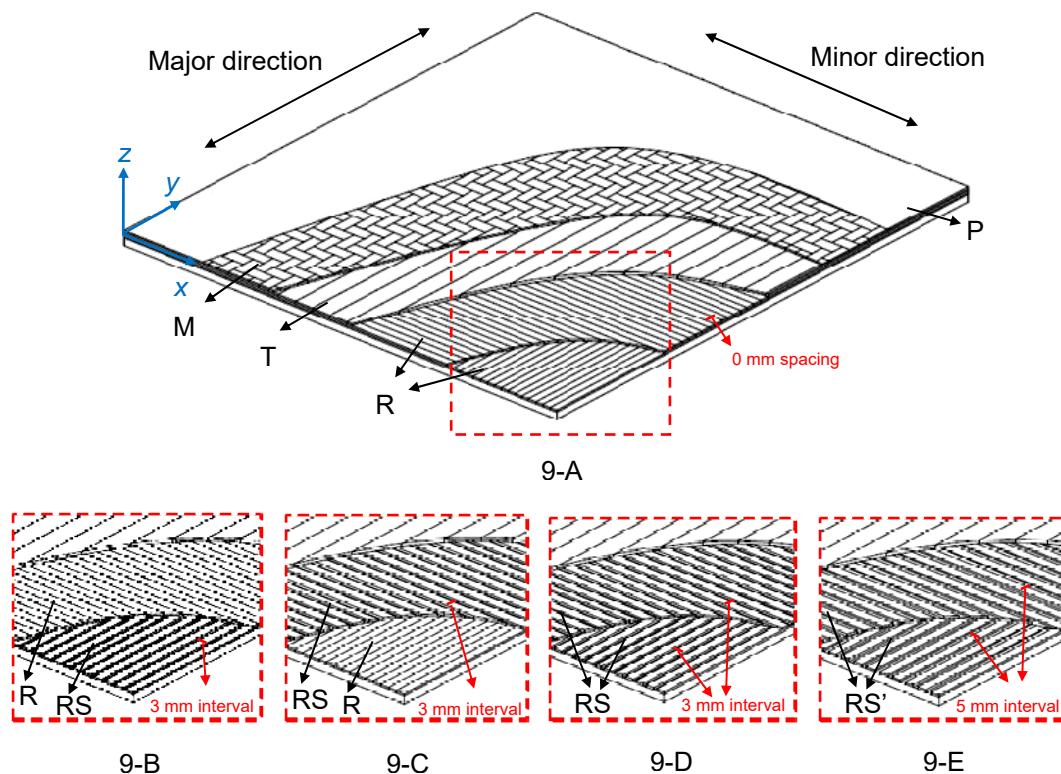 Major direction
Minor direction
z
y
x
P
M
T
R
0 mm spacing
9-A
R
RS
3 mm interval
RS
R
3 mm interval
RS
3 mm interval
RS’
5 mm interval
9-B
9-C
9-D
9-E